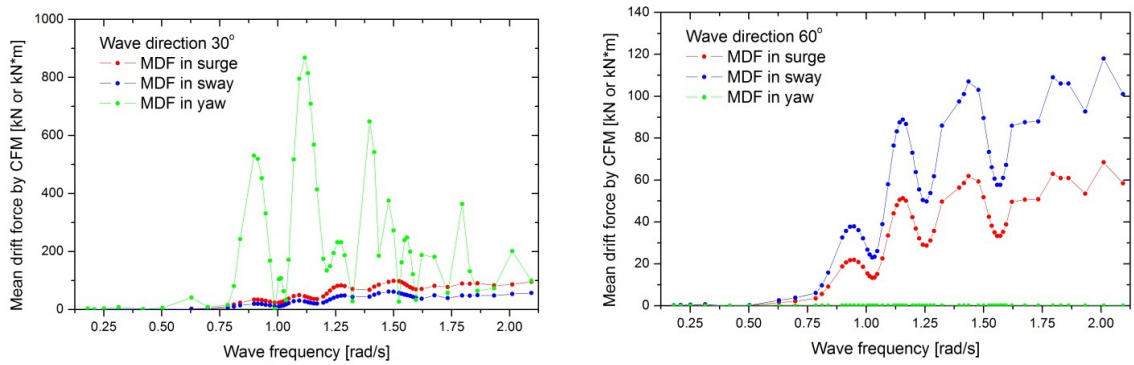 Wave direction 30°
MDF in surge
MDF in sway
MDF in yaw
Mean drift force by CFM [kN or kN*m]
1000
800
600
400
200
0
0.25 0.50 0.75 1.00 1.25 1.50 1.75 2.00
Wave frequency [rad/s]
Wave direction 60°
MDF in surge
MDF in sway
MDF in yaw
Mean drift force by CFM [kN or kN*m]
140
120
100
80
60
40
20
0
0.25 0.50 0.75 1.00 1.25 1.50 1.75 2.00
Wave frequency [rad/s]